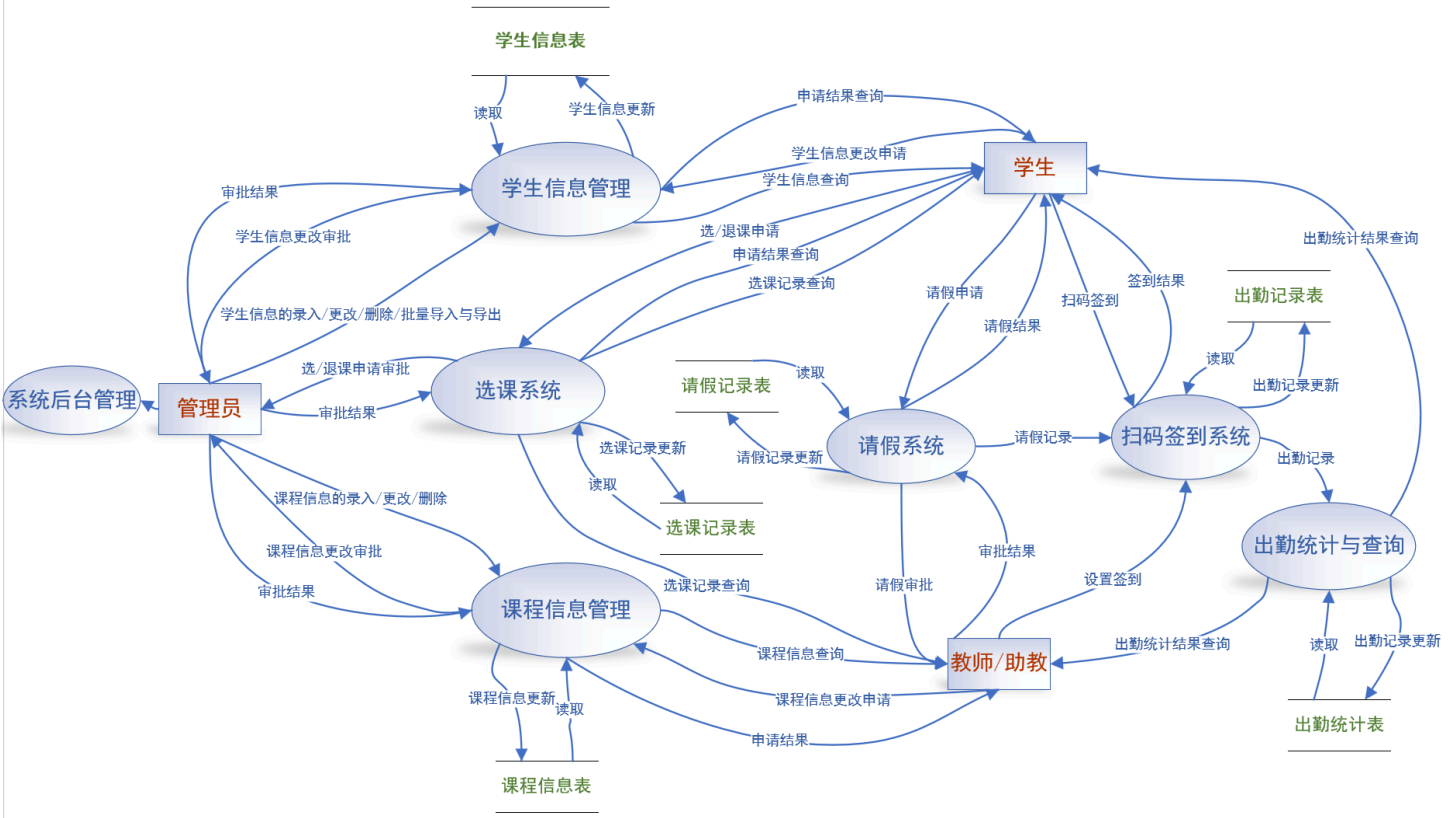 学生信息表
读取
学生信息更新
申请结果查询
学生信息更改申请
学生
学生信息管理
学生信息查询
审批结果
学生信息更改审批
选/退课申请
申请结果查询
选课记录查询
出勤统计结果查询
签到结果
请假申请
扫码签到
请假结果
出勤记录表
学生信息的录入/更改/删除/批量导入与导出
读取
出勤记录更新
选/退课申请审批
系统后台管理
管理员
审批结果
选课系统
请假记录表
读取
请假系统
请假记录
扫码签到系统
选课记录更新
请假记录更新
出勤记录
读取
课程信息的录入/更改/删除
选课记录表
课程信息更改审批
审批结果
出勤统计与查询
审批结果
请假审批
设置签到
选课记录查询
课程信息管理
课程信息查询
教师/助教
出勤统计结果查询
读取
出勤记录更新
课程信息更新
读取
课程信息更改申请
申请结果
出勤统计表
课程信息表